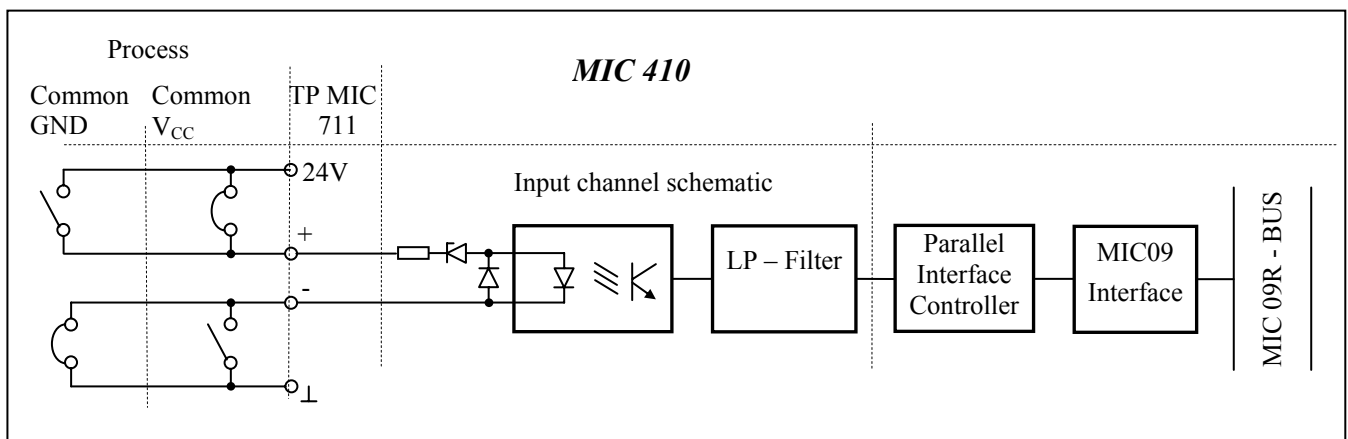 Process
MIC 410
Common
GND
Common
V_CC
TP MIC
711
24V
Input channel schematic
+
-
⊥
LP – Filter
Parallel
Interface
Controller
MIC09
Interface
MIC 09R - BUS